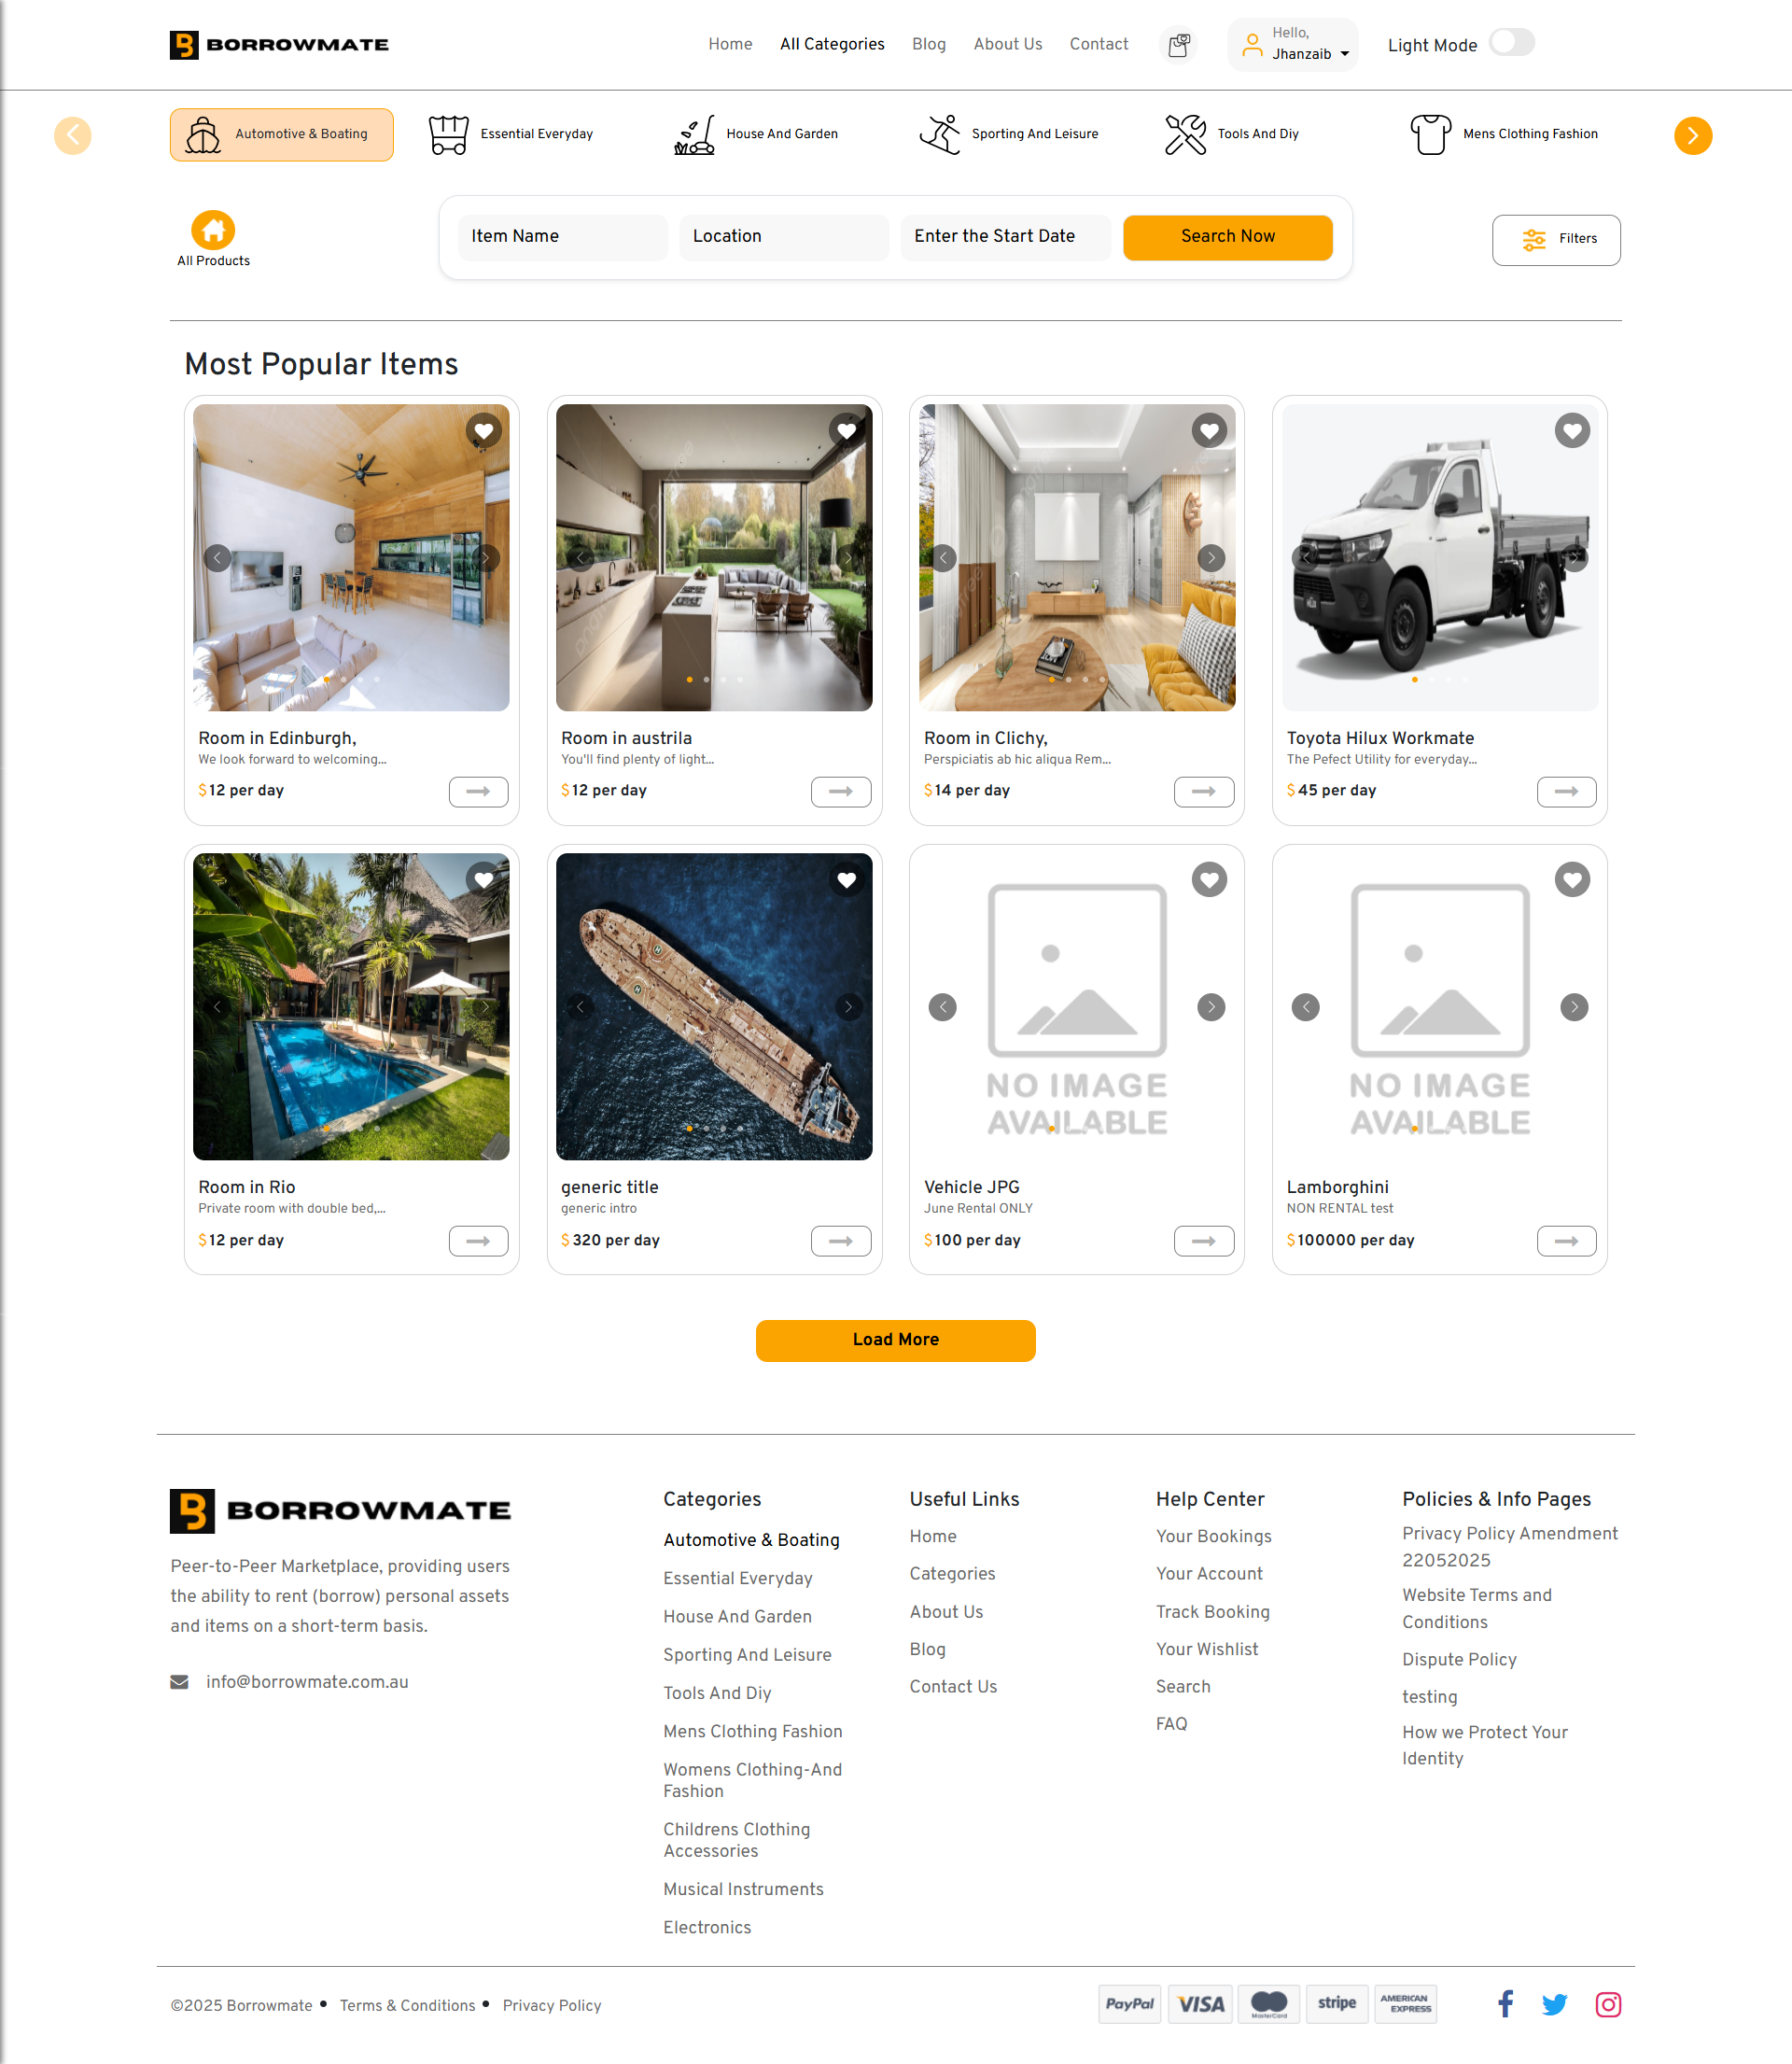 BORROWMATE
Home
All Categories
Blog
About Us
Contact
Hello,
Jhanzaib
Light Mode
Automotive & Boating
Essential Everyday
House And Garden
Sporting And Leisure
Tools And Diy
Mens Clothing Fashion
All Products
Item Name
Location
Enter the Start Date
Search Now
Filters
Most Popular Items
Room in Edinburgh,
We look forward to welcoming...
$ 12 per day
Room in austrila
You'll find plenty of light...
$ 12 per day
Room in Clichy,
Perspiciatis ab hic aliqua Rem...
$ 14 per day
Toyota Hilux Workmate
The Pefect Utility for everyday...
$ 45 per day
Room in Rio
Private room with double bed,...
$ 12 per day
generic title
generic intro
$ 320 per day
NO IMAGE
AVAILABLE
Vehicle JPG
June Rental ONLY
$ 100 per day
NO IMAGE
AVAILABLE
Lamborghini
NON RENTAL test
$ 100000 per day
Load More
BORROWMATE
Peer-to-Peer Marketplace, providing users
the ability to rent (borrow) personal assets
and items on a short-term basis.
info@borrowmate.com.au
Categories
Automotive & Boating
Essential Everyday
House And Garden
Sporting And Leisure
Tools And Diy
Mens Clothing Fashion
Womens Clothing-And
Fashion
Childrens Clothing
Accessories
Musical Instruments
Electronics
Useful Links
Home
Categories
About Us
Blog
Contact Us
Help Center
Your Bookings
Your Account
Track Booking
Your Wishlist
Search
FAQ
Policies & Info Pages
Privacy Policy Amendment
22052025
Website Terms and
Conditions
Dispute Policy
testing
How we Protect Your
Identity
©2025 Borrowmate • Terms & Conditions • Privacy Policy
PayPal
VISA
MasterCard
stripe
AMERICAN
EXPRESS